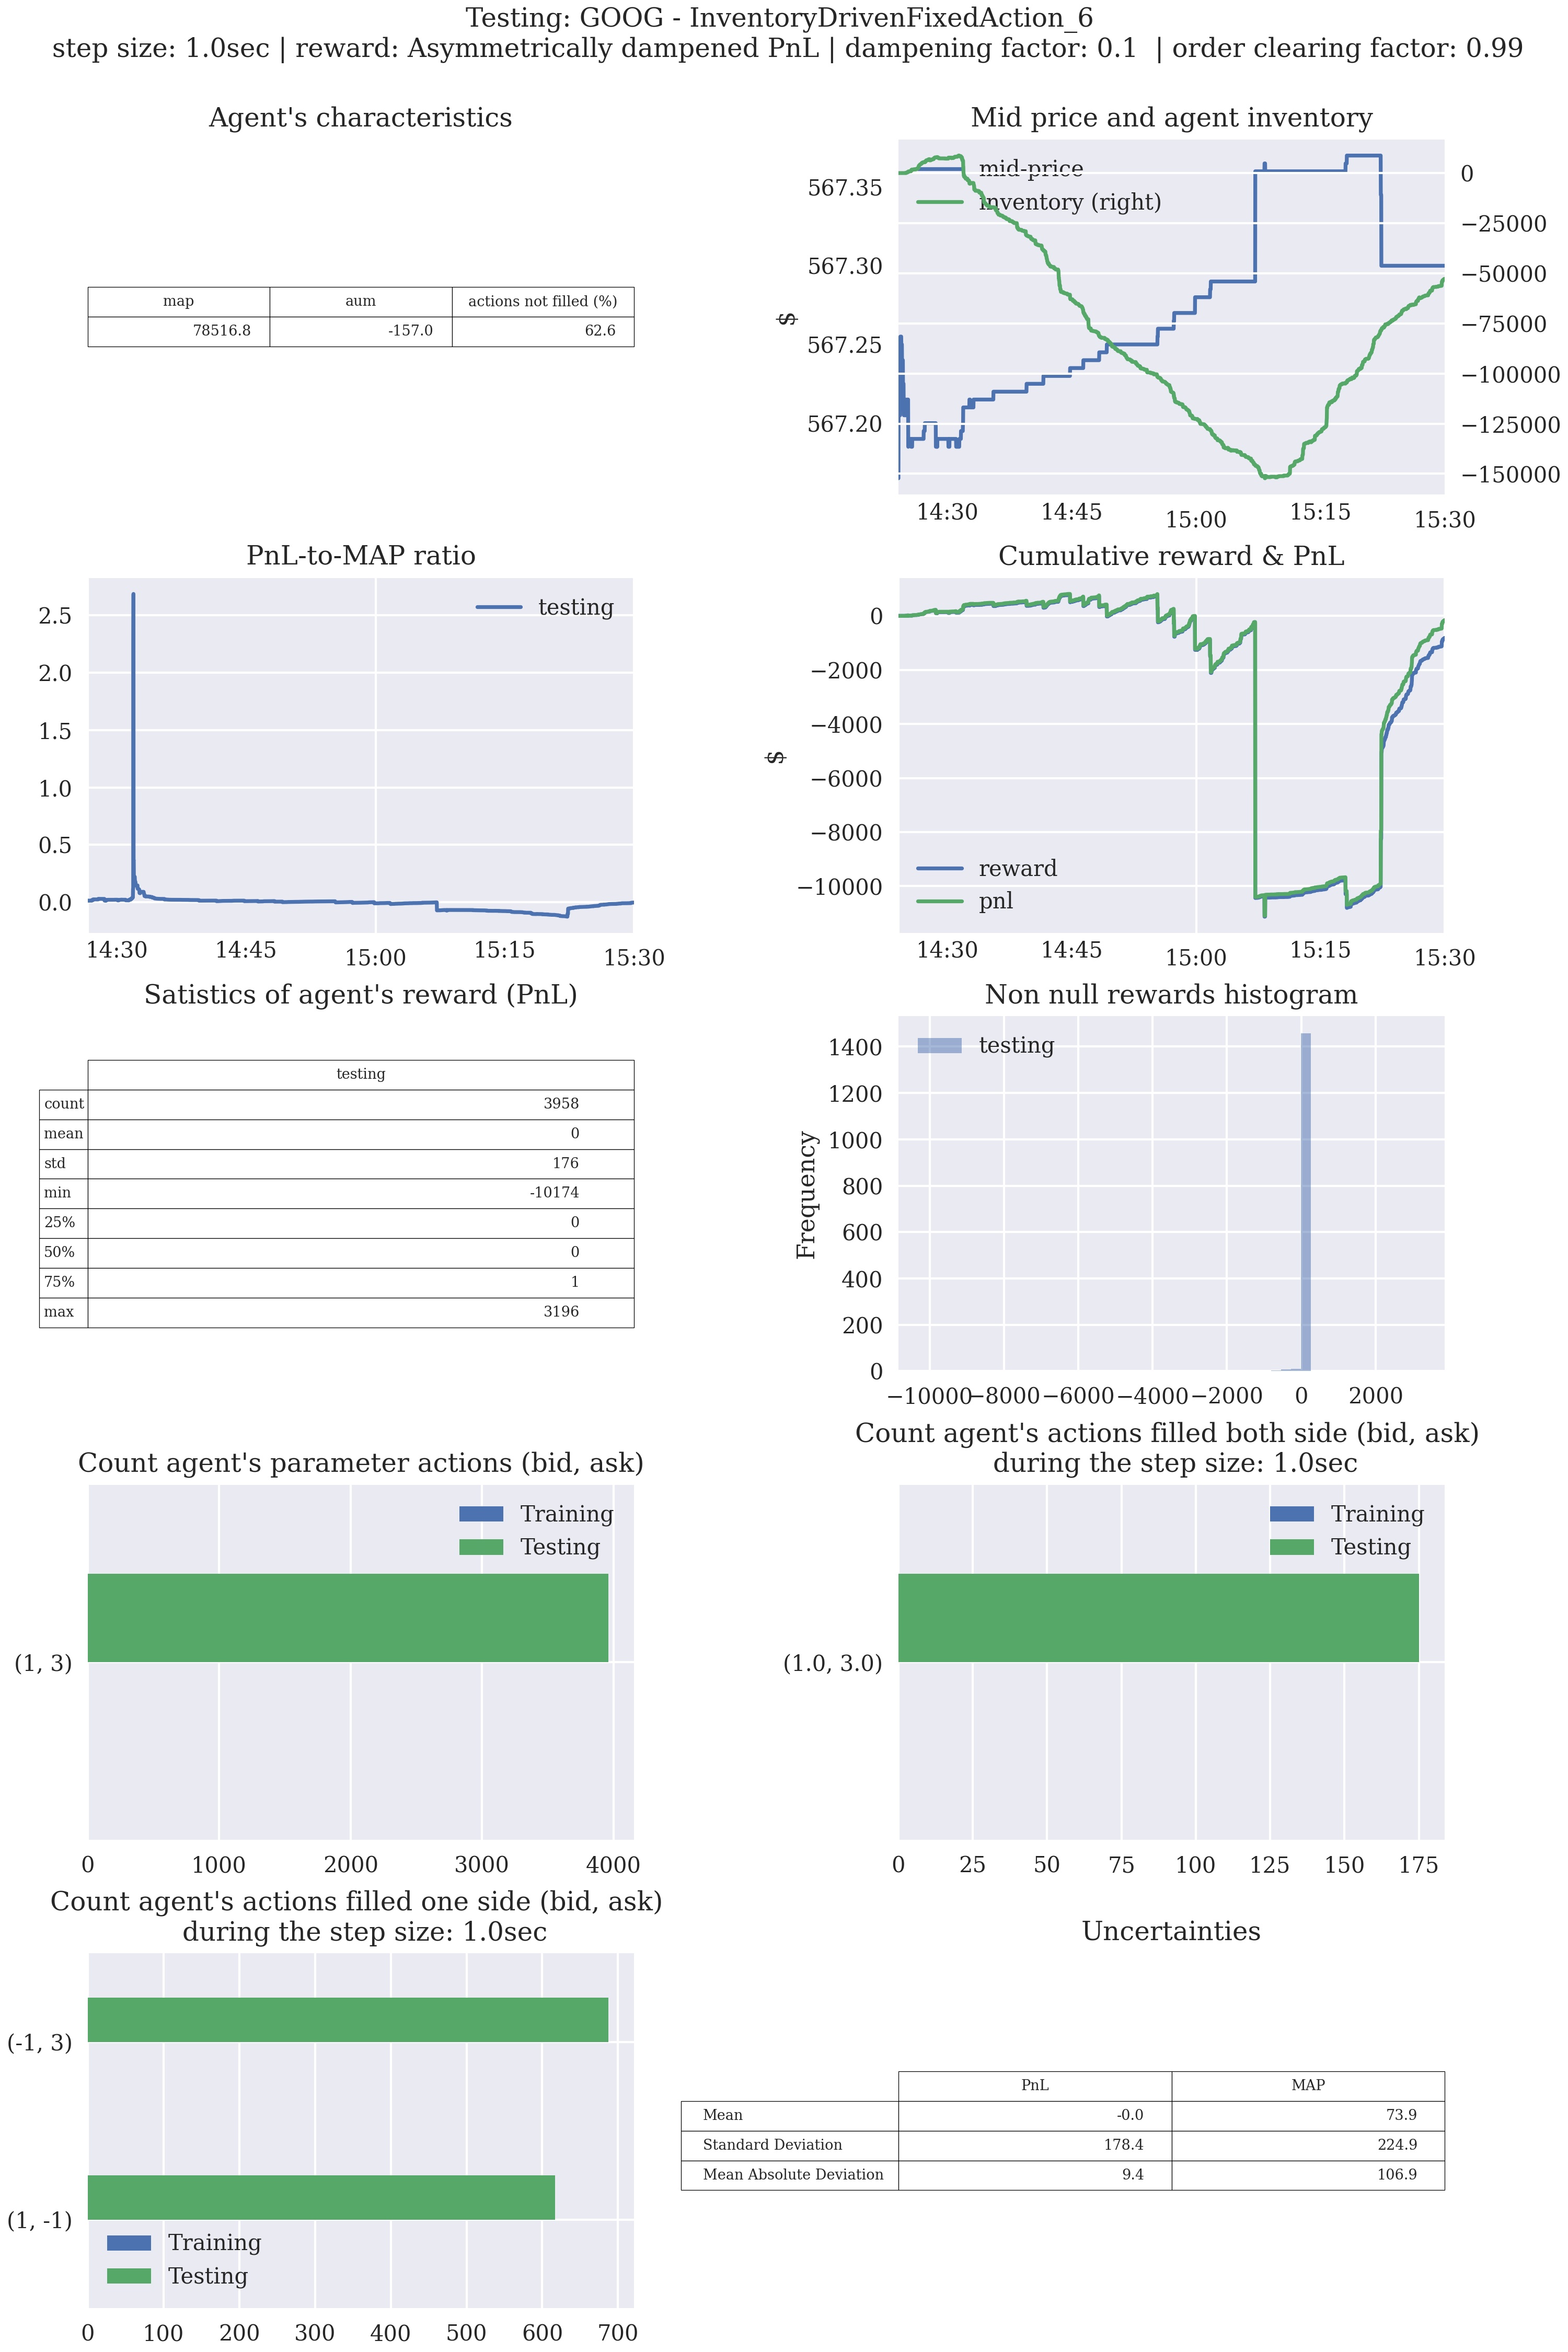 Testing: GOOG - InventoryDrivenFixedAction_6
step size: 1.0sec | reward: Asymmetrically dampened PnL | dampening factor: 0.1 | order clearing factor: 0.99
Agent's characteristics
map aum actions not filled (%)
78516.8 -157.0 62.6
Mid price and agent inventory
mid-price
inventory (right)
$
567.35
567.30
567.25
567.20
0
−25000
−50000
−75000
−100000
−125000
−150000
14:30 14:45 15:00 15:15 15:30
PnL-to-MAP ratio
testing
2.5
2.0
1.5
1.0
0.5
0.0
14:30 14:45 15:00 15:15 15:30
Cumulative reward & PnL
$
0
−2000
−4000
−6000
−8000
−10000
reward
pnl
14:30 14:45 15:00 15:15 15:30
Satistics of agent's reward (PnL)
testing
count 3958
mean 0
std 176
min -10174
25% 0
50% 0
75% 1
max 3196
Non null rewards histogram
testing
Frequency
1400
1200
1000
800
600
400
200
0
−10000 −8000 −6000 −4000 −2000 0 2000
Count agent's parameter actions (bid, ask)
Training
Testing
(1, 3)
0 1000 2000 3000 4000
Count agent's actions filled both side (bid, ask)
during the step size: 1.0sec
Training
Testing
(1.0, 3.0)
0 25 50 75 100 125 150 175
Count agent's actions filled one side (bid, ask)
during the step size: 1.0sec
(-1, 3)
(1, -1)
Training
Testing
0 100 200 300 400 500 600 700
Uncertainties
PnL MAP
Mean -0.0 73.9
Standard Deviation 178.4 224.9
Mean Absolute Deviation 9.4 106.9